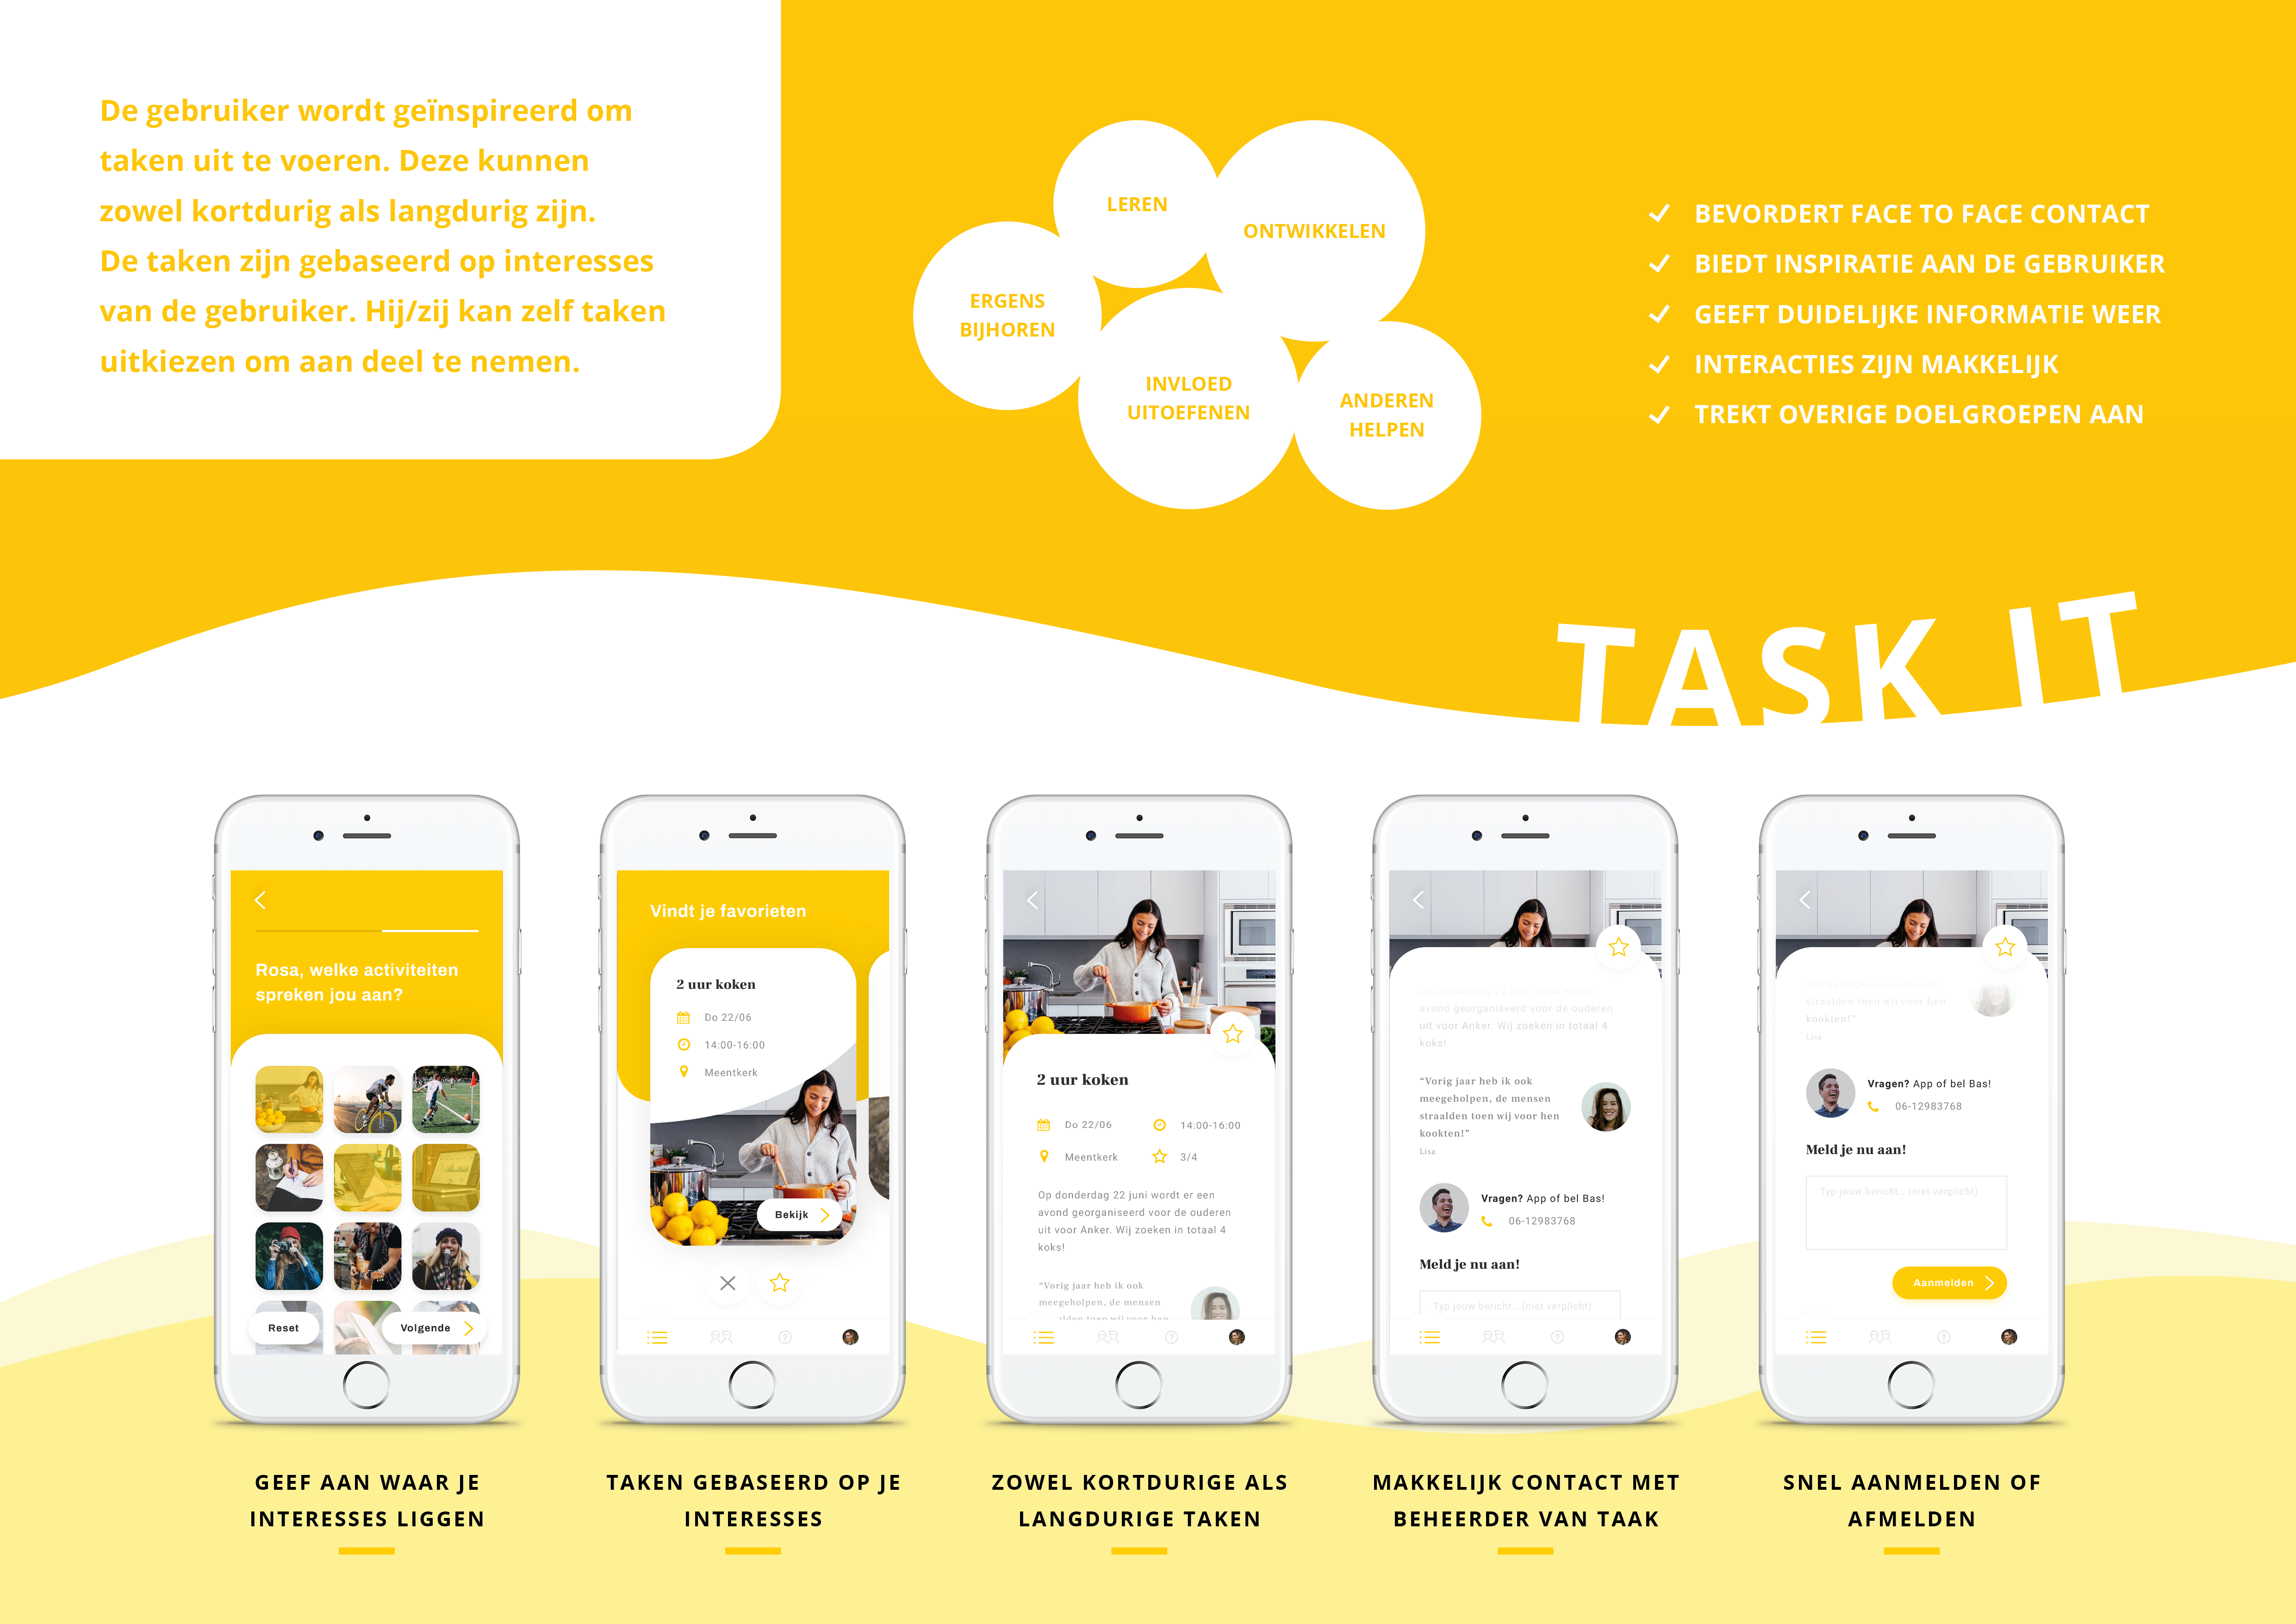 De gebruiker wordt geïnspireerd om
taken uit te voeren. Deze kunnen
zowel kortdurig als langdurig zijn.
De taken zijn gebaseerd op interesses
van de gebruiker. Hij/zij kan zelf taken
uitkiezen om aan deel te nemen.
LEREN
ONTWIKKELEN
ERGENS
BIJHOREN
INVLOED
UITOEFENEN
ANDEREN
HELPEN
BEVORDERT FACE TO FACE CONTACT
BIEDT INSPIRATIE AAN DE GEBRUIKER
GEEFT DUIDELIJKE INFORMATIE WEER
INTERACTIES ZIJN MAKKELIJK
TREKT OVERIGE DOELGROEPEN AAN
TASK IT
Rosa, welke activiteiten
spreken jou aan?
Reset
Volgende
GEEF AAN WAAR JE
INTERESSES LIGGEN
Vindt je favorieten
2 uur koken
Do 22/06
14:00-16:00
Meentkerk
Bekijk
TAKEN GEBASEERD OP JE
INTERESSES
2 uur koken
Do 22/06
14:00-16:00
Meentkerk
3/4
Op donderdag 22 juni wordt er een
avond georganiseerd voor de ouderen
uit voor Anker. Wij zoeken in totaal 4
koks!
“Vorig jaar heb ik ook
meegeholpen, de mensen
ZOWEL KORTDURIGE ALS
LANGDURIGE TAKEN
Op donderdag 22 juni wordt er een
avond georganiseerd voor de ouderen
uit voor Anker. Wij zoeken in totaal 4
koks!
“Vorig jaar heb ik ook
meegeholpen, de mensen
straalden toen wij voor hen
kookten!”
Lisa
Vragen? App of bel Bas!
06-12983768
Meld je nu aan!
Typ jouw bericht... (niet verplicht)
MAKKELIJK CONTACT MET
BEHEERDER VAN TAAK
meegeholpen, de mensen
straalden toen wij voor hen
kookten!”
Lisa
Vragen? App of bel Bas!
06-12983768
Meld je nu aan!
Typ jouw bericht... (niet verplicht)
Aanmelden
SNEL AANMELDEN OF
AFMELDEN